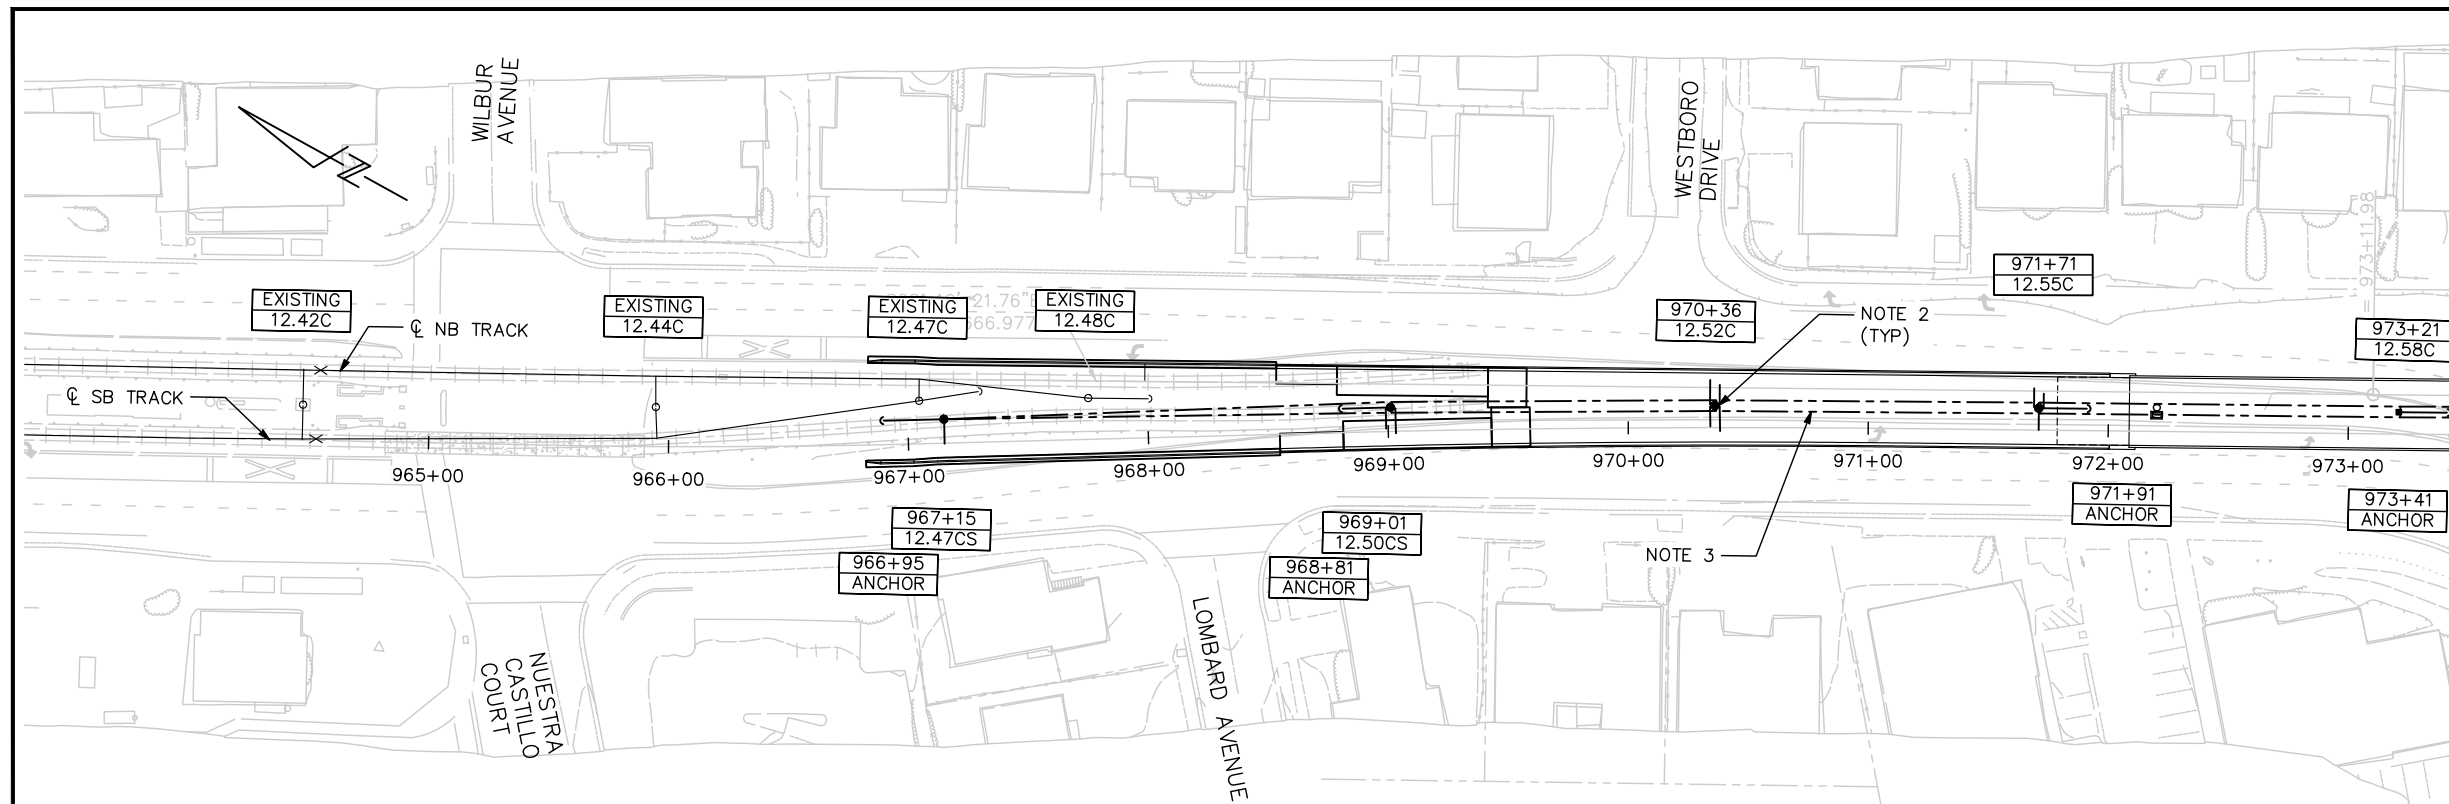 WILBUR
AVENUE
WESTBORO
DRIVE
EXISTING
12.42C
℄ NB TRACK
EXISTING
12.44C
EXISTING
12.47C
21.76"
EXISTING
12.48C
970+36
12.52C
NOTE 2
(TYP)
971+71
12.55C
973+21
12.58C
℄ SB TRACK
965+00
966+00
967+00
968+00
969+00
970+00
971+00
972+00
973+00
967+15
12.47CS
966+95
ANCHOR
969+01
12.50CS
968+81
ANCHOR
NOTE 3
971+91
ANCHOR
973+41
ANCHOR
NUESTRA
CASTILLO
COURT
LOMBARD AVENUE